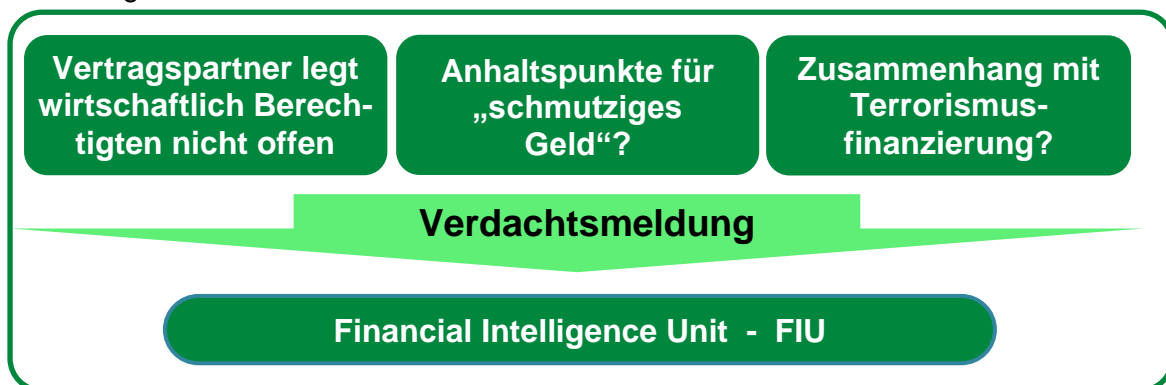 Vertragspartner legt
wirtschaftlich Berech-
tigten nicht offen
Anhaltspunkte für
„schmutziges
Geld“?
Zusammenhang mit
Terrorismus-
finanzierung?
Verdachtsmeldung
Financial Intelligence Unit - FIU